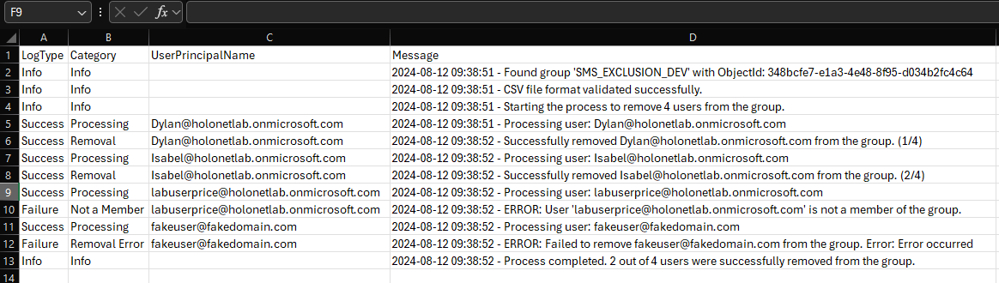 F9 fx
A B C D
1 LogType Category UserPrincipalName Message
2 Info Info 2024-08-12 09:38:51 - Found group 'SMS_EXCLUSION_DEV' with ObjectId: 348bcfe7-e1a3-4e48-8f95-d034b2fc4c64
3 Info Info 2024-08-12 09:38:51 - CSV file format validated successfully.
4 Info Info 2024-08-12 09:38:51 - Starting the process to remove 4 users from the group.
5 Success Processing Dylan@holonetlab.onmicrosoft.com 2024-08-12 09:38:51 - Processing user: Dylan@holonetlab.onmicrosoft.com
6 Success Removal Dylan@holonetlab.onmicrosoft.com 2024-08-12 09:38:52 - Successfully removed Dylan@holonetlab.onmicrosoft.com from the group. (1/4)
7 Success Processing Isabel@holonetlab.onmicrosoft.com 2024-08-12 09:38:52 - Processing user: Isabel@holonetlab.onmicrosoft.com
8 Success Removal Isabel@holonetlab.onmicrosoft.com 2024-08-12 09:38:52 - Successfully removed Isabel@holonetlab.onmicrosoft.com from the group. (2/4)
9 Success Processing labuserprice@holonetlab.onmicrosoft.com 2024-08-12 09:38:52 - Processing user: labuserprice@holonetlab.onmicrosoft.com
10 Failure Not a Member labuserprice@holonetlab.onmicrosoft.com 2024-08-12 09:38:52 - ERROR: User 'labuserprice@holonetlab.onmicrosoft.com' is not a member of the group.
11 Success Processing fakeuser@fakedomain.com 2024-08-12 09:38:52 - Processing user: fakeuser@fakedomain.com
12 Failure Removal Error fakeuser@fakedomain.com 2024-08-12 09:38:52 - ERROR: Failed to remove fakeuser@fakedomain.com from the group. Error: Error occurred
13 Info Info 2024-08-12 09:38:52 - Process completed. 2 out of 4 users were successfully removed from the group.
14